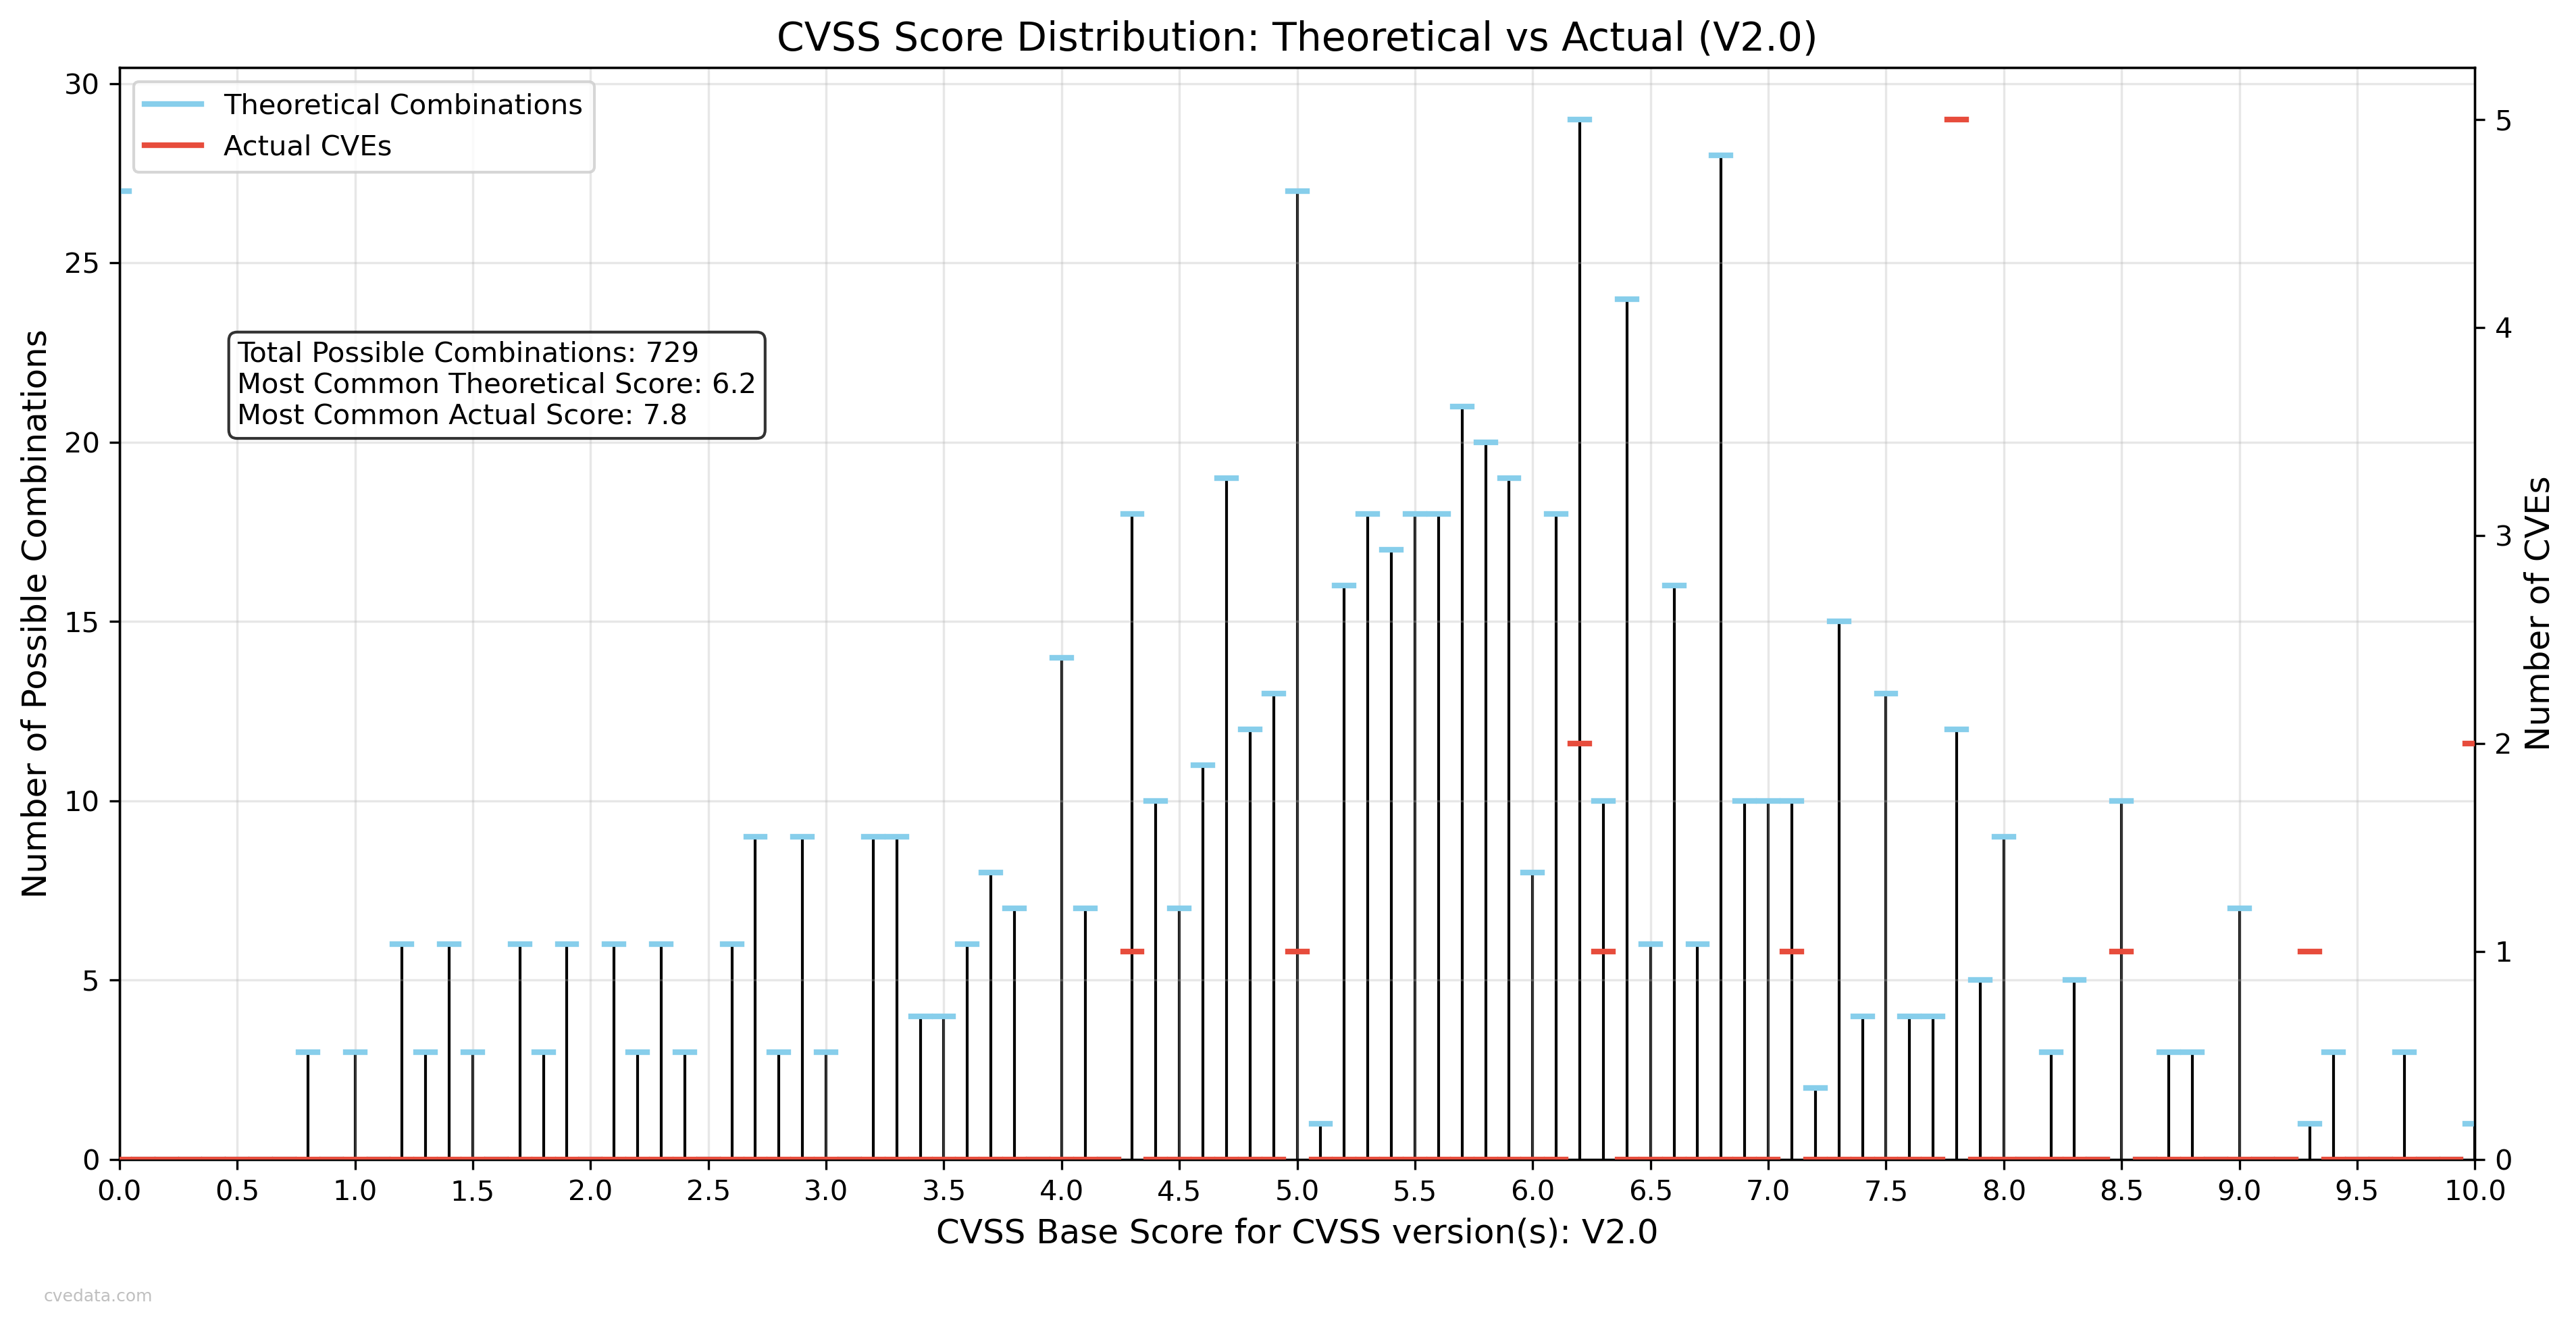 CVSS Score Distribution: Theoretical vs Actual (V2.0)
Theoretical Combinations
Actual CVEs
Total Possible Combinations: 729
Most Common Theoretical Score: 6.2
Most Common Actual Score: 7.8
Number of Possible Combinations
30
25
20
15
10
5
0
Number of CVEs
5
4
3
2
1
0
0.0 0.5 1.0 1.5 2.0 2.5 3.0 3.5 4.0 4.5 5.0 5.5 6.0 6.5 7.0 7.5 8.0 8.5 9.0 9.5 10.0
CVSS Base Score for CVSS version(s): V2.0
cvedata.com